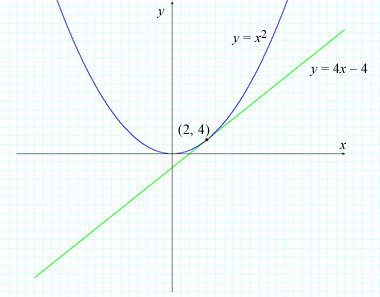 y
y = x²
y = 4x – 4
(2, 4)
x